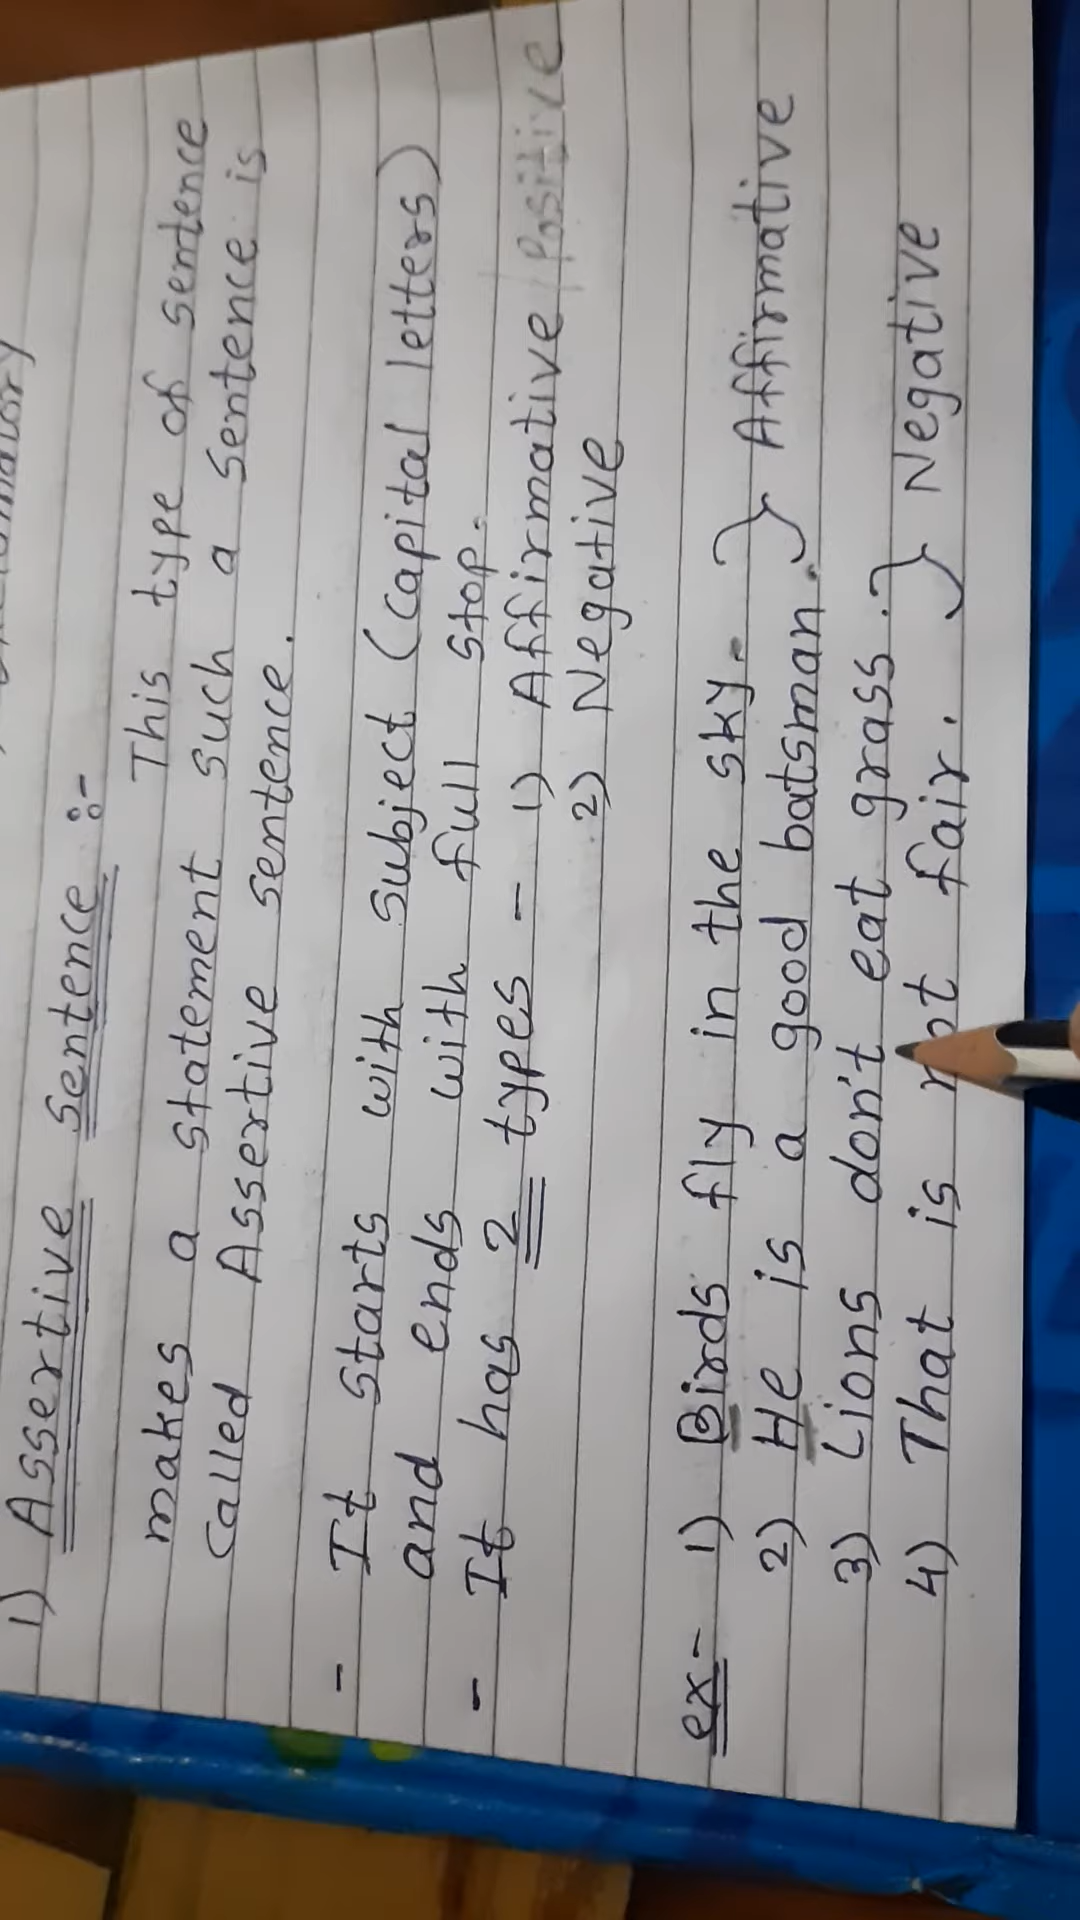 1) Assertive Sentence :-
This type of sentence
makes a statement such a sentence is
called Assertive sentence.
- It starts with subject (capital letters)
and ends with full stop.
- It has 2 types - 1) Affirmative / Positive
2) Negative
ex- 1) Birds fly in the sky. } Affirmative
2) He is a good batsman.
3) Lions don't eat grass. } Negative
4) That is not fair.